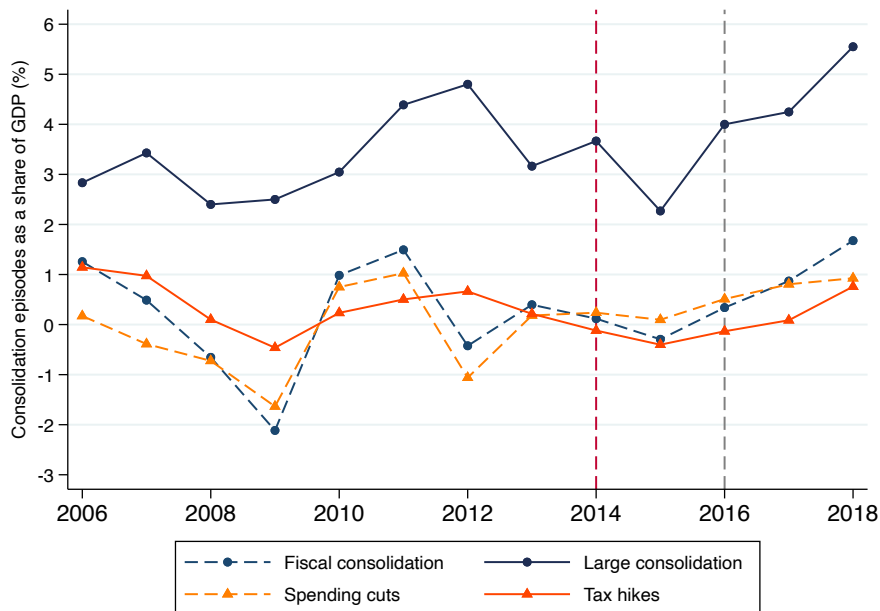 Consolidation episodes as a share of GDP (%)
6
5
4
3
2
1
0
-1
-2
-3
2006 2008 2010 2012 2014 2016 2018
Fiscal consolidation Large consolidation
Spending cuts Tax hikes